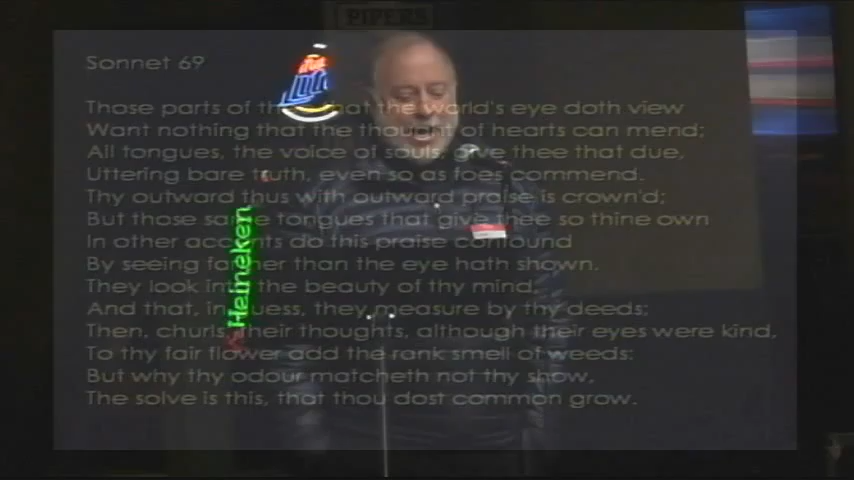 PIPERS
Lite
Heineken
Sonnet 69
Those parts of thee that the world's eye doth view
Want nothing that the thought of hearts can mend;
All tongues, the voice of souls, give thee that due,
Uttering bare truth, even so as foes commend.
Thy outward thus with outward praise is crown'd;
But those same tongues that give thee so thine own
In other accents do this praise confound
By seeing farther than the eye hath shown.
They look into the beauty of thy mind,
And that, in guess, they measure by thy deeds;
Then, churls, their thoughts, although their eyes were kind,
To thy fair flower add the rank smell of weeds:
But why thy odour matcheth not thy show,
The solve is this, that thou dost common grow.